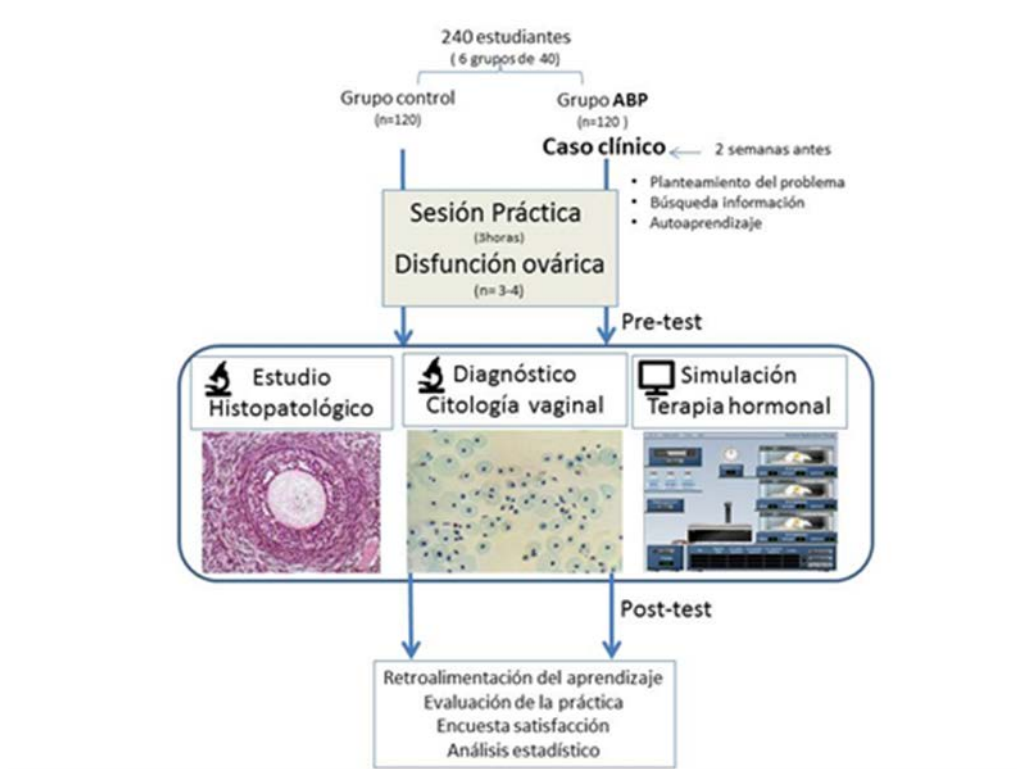 240 estudiantes
( 6 grupos de 40)
Grupo control
(n=120)
Grupo ABP
(n=120 )
Caso clínico
2 semanas antes
• Planteamiento del problema
• Búsqueda información
• Autoaprendizaje
Sesión Práctica
(3horas)
Disfunción ovárica
(n= 3-4)
Pre-test
Estudio
Histopatológico
Diagnóstico
Citología vaginal
Simulación
Terapia hormonal
Post-test
Retroalimentación del aprendizaje
Evaluación de la práctica
Encuesta satisfacción
Análisis estadístico